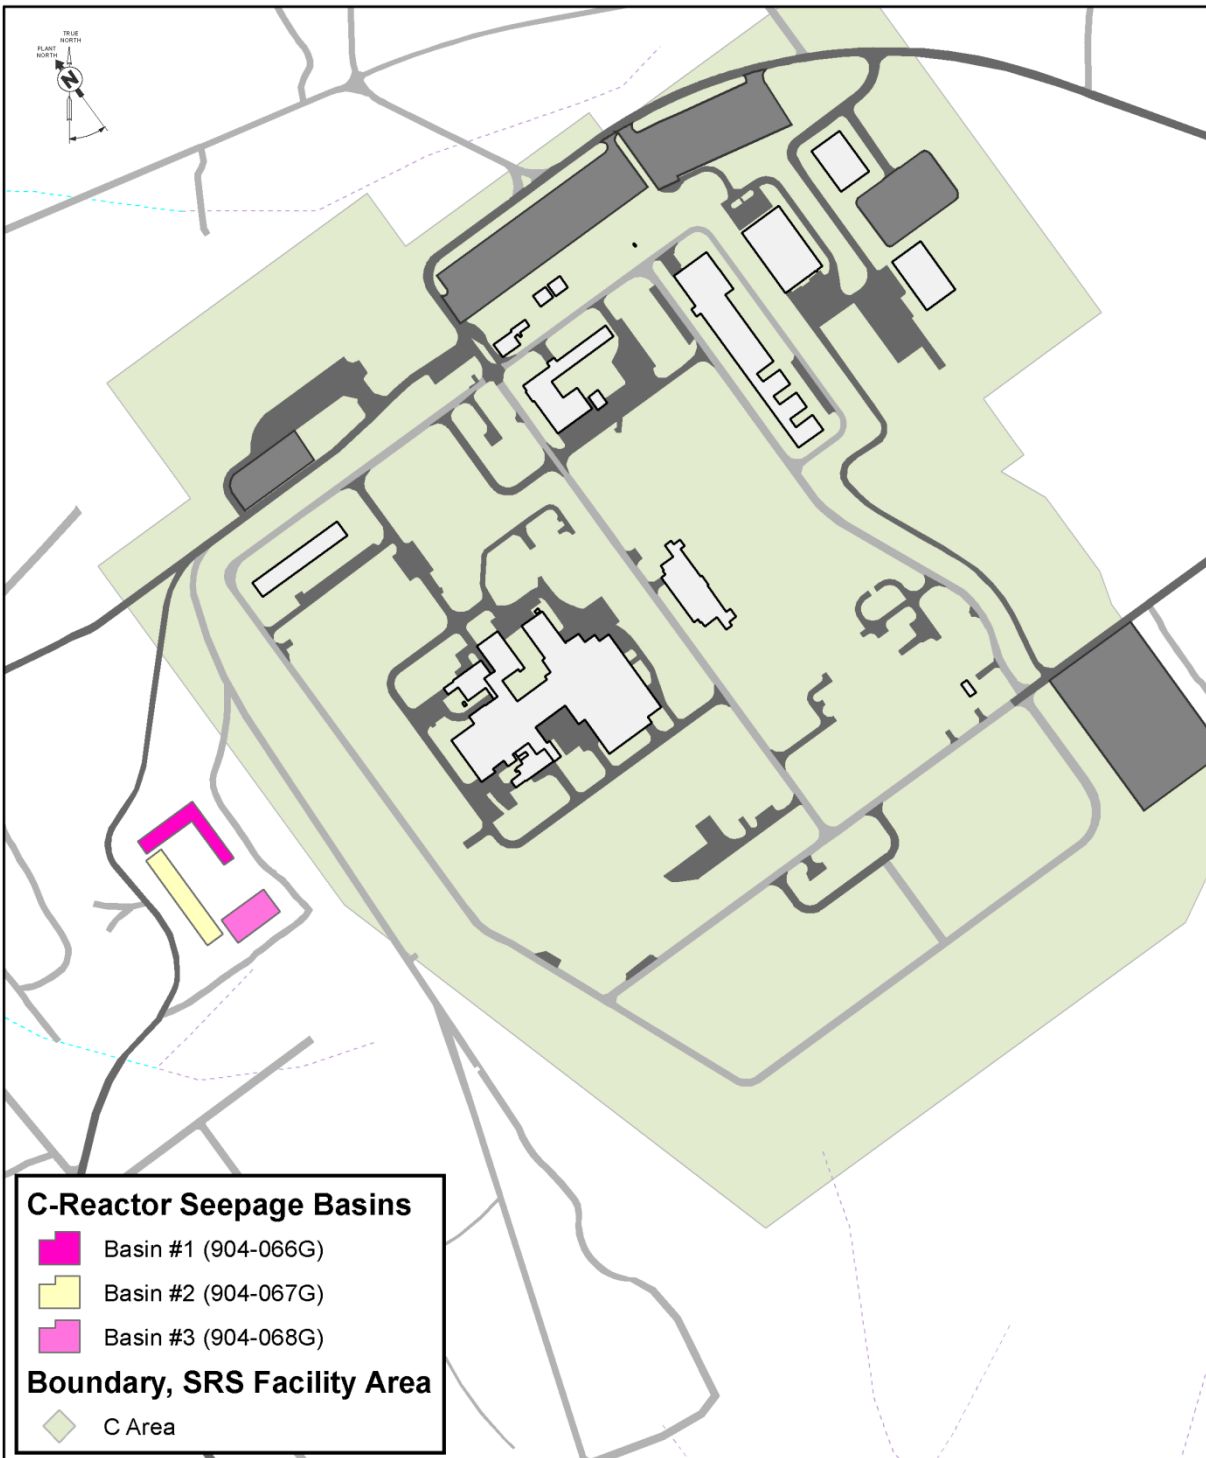 TRUE
NORTH
PLANT
NORTH
N
C-Reactor Seepage Basins
Basin #1 (904-066G)
Basin #2 (904-067G)
Basin #3 (904-068G)
Boundary, SRS Facility Area
C Area